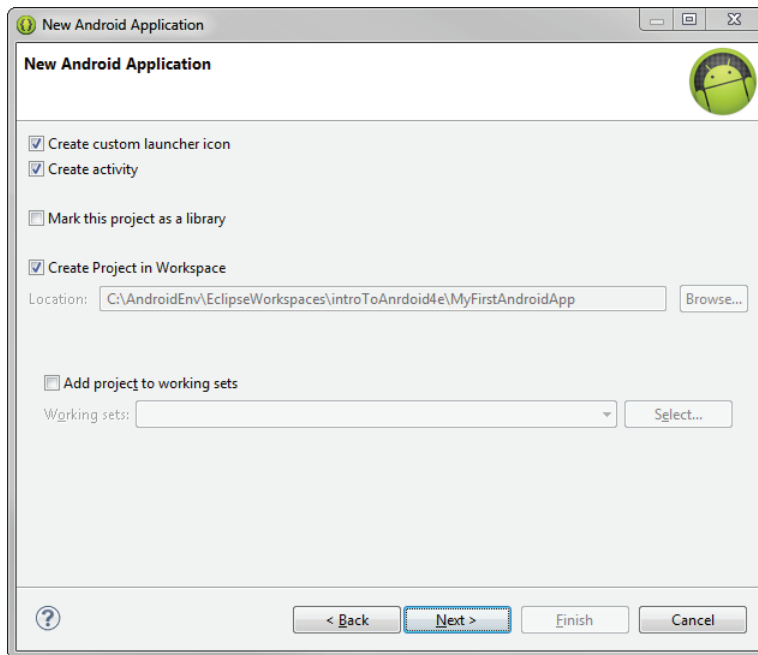 New Android Application
New Android Application
Create custom launcher icon
Create activity
Mark this project as a library
Create Project in Workspace
Location: C:\AndroidEnv\EclipseWorkspaces\introToAnrdoid4e\MyFirstAndroidApp Browse...
Add project to working sets
Working sets: Select...
? < Back Next > Finish Cancel